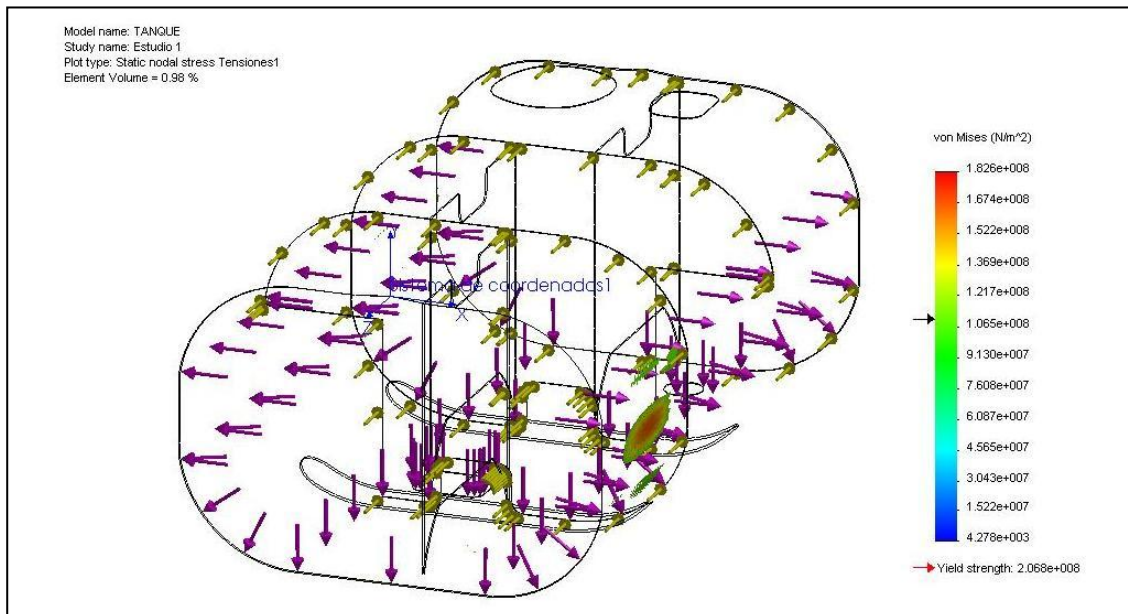 Model name: TANQUE
Study name: Estudio 1
Plot type: Static nodal stress Tensiones1
Element Volume = 0.98 %
von Mises (N/m^2)
1.826e+008
1.674e+008
1.522e+008
1.369e+008
1.217e+008
1.065e+008
9.130e+007
7.608e+007
6.087e+007
4.565e+007
3.043e+007
1.522e+007
4.278e+003
Yield strength: 2.068e+008
Sistema de coordenadas1
X